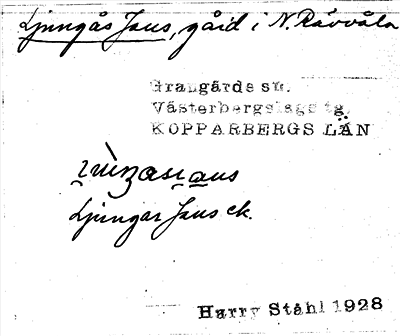 Ljungås Jans, gård i N. Rävvåla
Grangärde sn.
Västerbergslags tg.
KOPPARBERGS LÄN
Ljungas Jans ck.
Harry Ståhl 1928